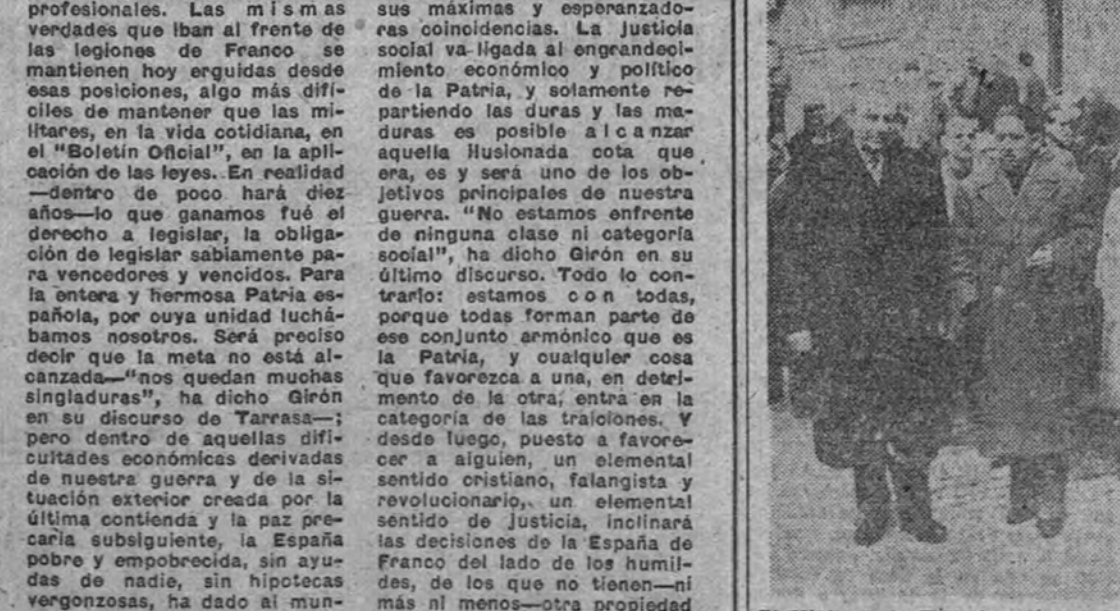 profesionales. Las mismas
verdades que iban al frente de
las legiones de Franco se
mantienen hoy erguidas desde
esas posiciones, algo más difí-
ciles de mantener que las mi-
litares, en la vida cotidiana, en
el "Boletín Oficial", en la apli-
cación de las leyes. En realidad
—dentro de poco hará diez
años—lo que ganamos fué el
derecho a legislar, la obliga-
ción de legislar sabiamente pa-
ra vencedores y vencidos. Para
la entera y hermosa Patria es-
pañola, por cuya unidad luchá-
bamos nosotros. Será preciso
decir que la meta no está al-
canzada—"nos quedan muchas
singladuras", ha dicho Girón
en su discurso de Tarrasa—;
pero dentro de aquellas difi-
cultades económicas derivadas
de nuestra guerra y de la si-
tuación exterior creada por la
última contienda y la paz pre-
caria subsiguiente, la España
pobre y empobrecida, sin ayu-
das de nadie, sin hipotecas
vergonzosas, ha dado al mun-
sus máximas y esperanzado-
ras coincidencias. La justicia
social va ligada al engrandeci-
miento económico y político
de la Patria, y solamente re-
partiendo las duras y las ma-
duras es posible alcanzar
aquella ilusionada cota que
era, es y será uno de los ob-
jetivos principales de nuestra
guerra. "No estamos enfrente
de ninguna clase ni categoría
social", ha dicho Girón en su
último discurso. Todo lo con-
trario: estamos con todas,
porque todas forman parte de
ese conjunto armónico que es
la Patria, y cualquier cosa
que favorezca a una, en detri-
mento de la otra, entra en la
categoría de las traiciones. Y
desde luego, puesto a favore-
cer a alguien, un elemental
sentido cristiano, falangista y
revolucionario, un elemental
sentido de justicia, inclinará
las decisiones de la España de
Franco del lado de los humil-
des, de los que no tienen—ni
más ni menos—otra propiedad